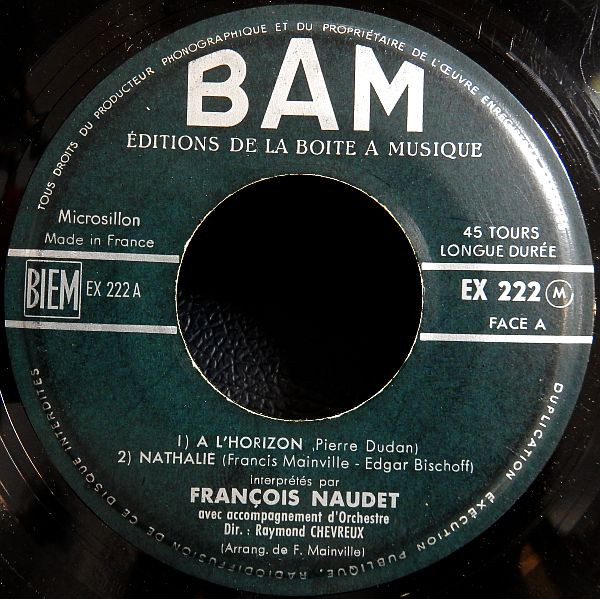 TOUS DROITS DU PRODUCTEUR PHONOGRAPHIQUE ET DU PROPRIÉTAIRE DE L'ŒUVRE ENREGISTRÉE
BAM
ÉDITIONS DE LA BOITE A MUSIQUE
Microsillon
Made in France
45 TOURS
LONGUE DURÉE
BIEM EX 222 A
EX 222 M
FACE A
1) A L'HORIZON (Pierre Dudan)
2) NATHALIE (Francis Mainville - Edgar Bischoff)
interprétés par
FRANÇOIS NAUDET
avec accompagnement d'Orchestre
Dir. : Raymond CHEVREUX
(Arrang. de F. Mainville)
DUPLICATION EXÉCUTION PUBLIQUE, RADIODIFFUSION DE CE DISQUE INTERDITES